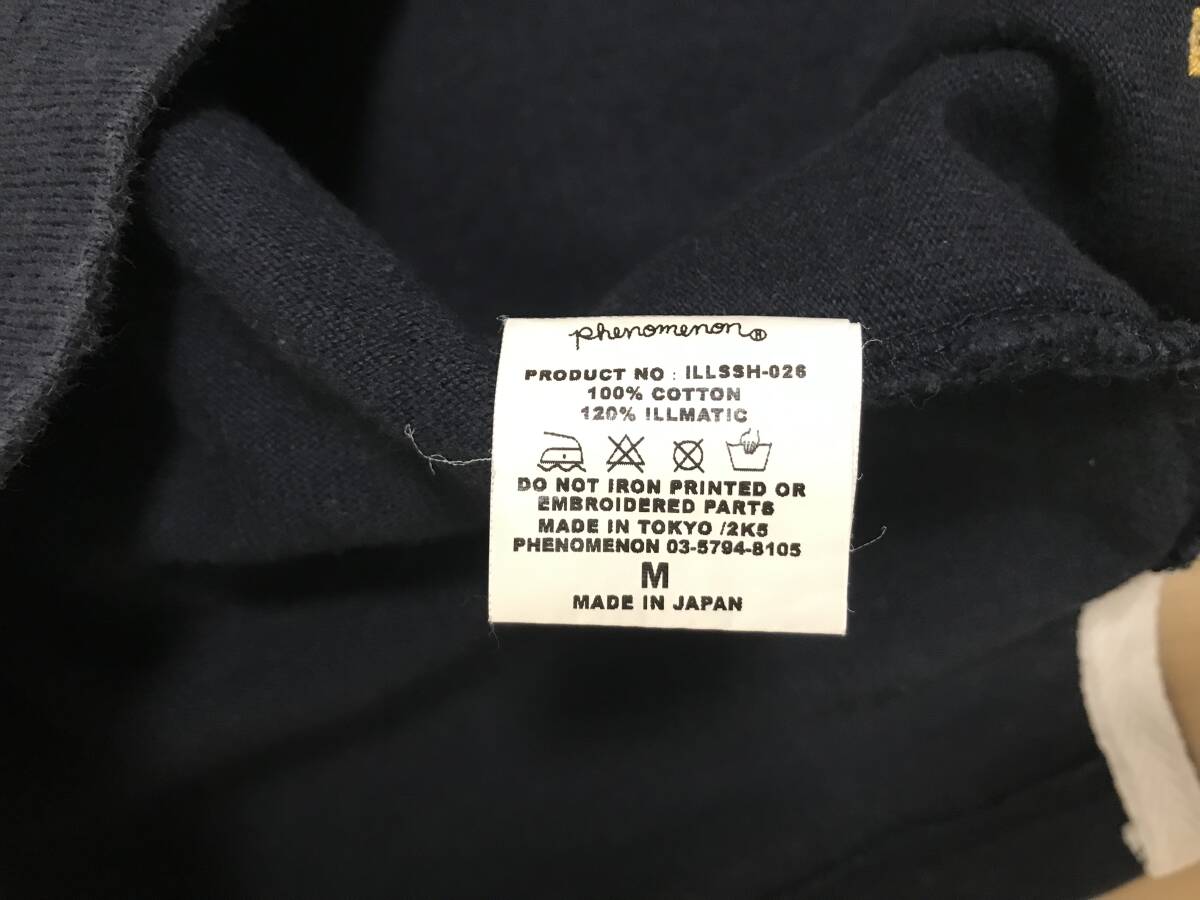 phenomenon®
PRODUCT NO : ILLSSH-026
100% COTTON
120% ILLMATIC
DO NOT IRON PRINTED OR
EMBROIDERED PARTS
MADE IN TOKYO /2K5
PHENOMENON 03-5794-8105
M
MADE IN JAPAN